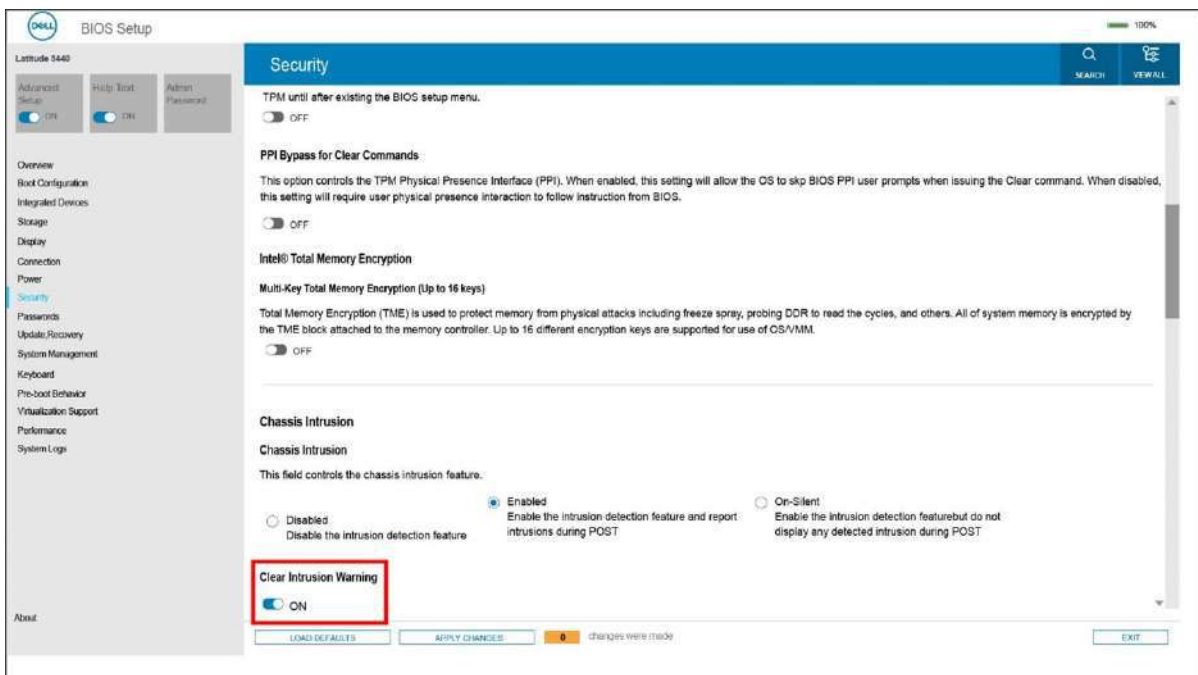 DELL
BIOS Setup
100%
Latitude 5440
Advanced Setup
ON
Help Text
ON
Admin Password
Security
SEARCH
VIEW ALL
Overview
Boot Configuration
Integrated Devices
Storage
Display
Connection
Power
Security
Passwords
Update,Recovery
System Management
Keyboard
Pre-boot Behavior
Virtualization Support
Performance
System Logs
About
TPM until after existing the BIOS setup menu.
OFF
PPI Bypass for Clear Commands
This option controls the TPM Physical Presence Interface (PPI). When enabled, this setting will allow the OS to skp BIOS PPI user prompts when issuing the Clear command. When disabled,
this setting will require user physical presence interaction to follow instruction from BIOS.
OFF
Intel® Total Memory Encryption
Multi-Key Total Memory Encryption (Up to 16 keys)
Total Memory Encryption (TME) is used to protect memory from physical attacks including freeze spray, probing DDR to read the cycles, and others. All of system memory is encrypted by
the TME block attached to the memory controller. Up to 16 different encryption keys are supported for use of OS/VMM.
OFF
Chassis Intrusion
Chassis Intrusion
This field controls the chassis intrusion feature.
Disabled
Disable the intrusion detection feature
Enabled
Enable the intrusion detection feature and report
intrusions during POST
On-Silent
Enable the intrusion detection featurebut do not
display any detected intrusion during POST
Clear Intrusion Warning
ON
LOAD DEFAULTS
APPLY CHANGES
0
changes were made
EXIT